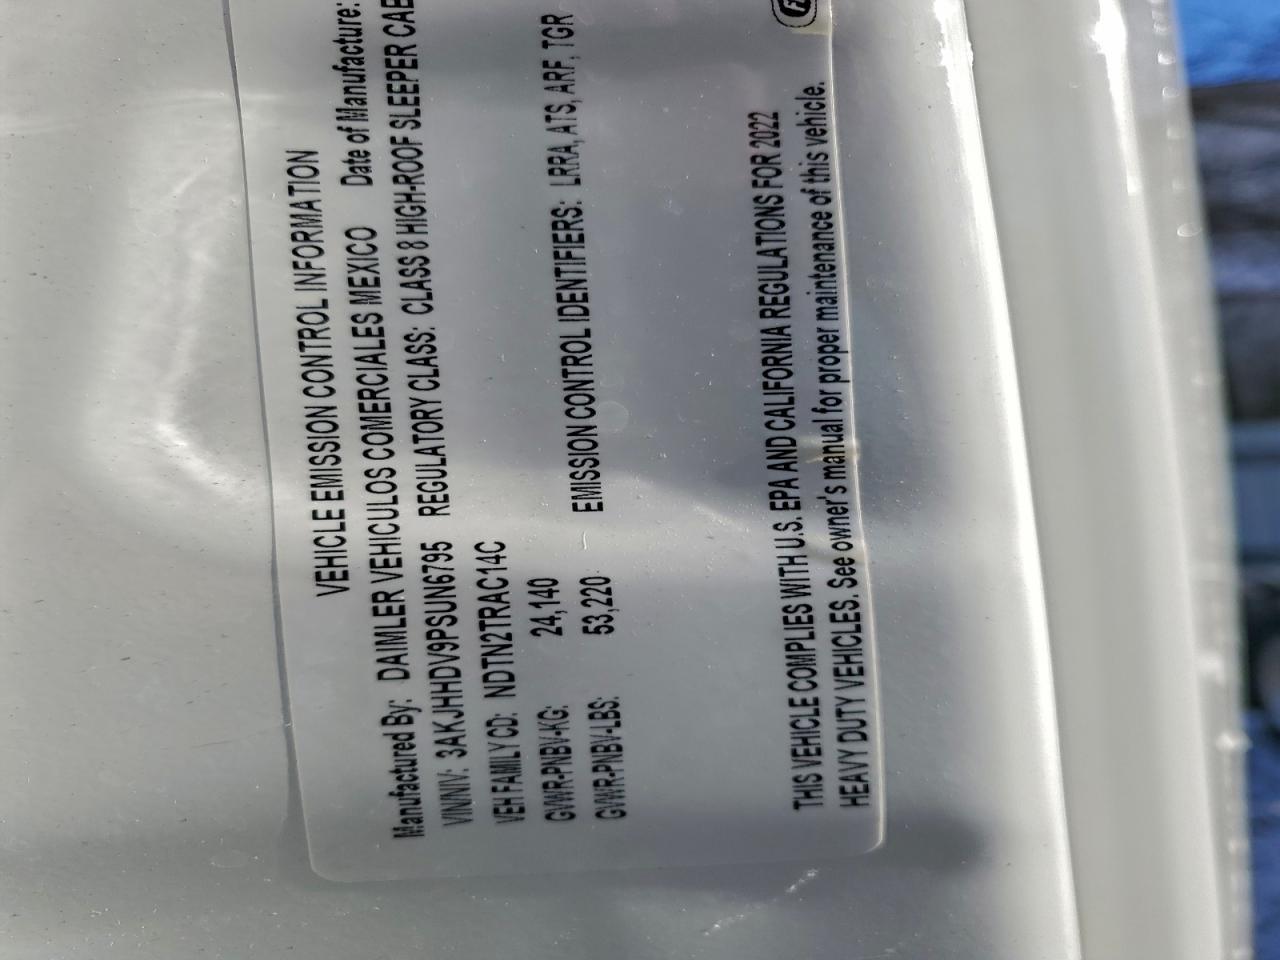 VEHICLE EMISSION CONTROL INFORMATION
Manufactured By: DAIMLER VEHICULOS COMERCIALES MEXICO Date of Manufacture:
VIN/NIV: 3AKJHHDV9PSUN6795 REGULATORY CLASS: CLASS 8 HIGH-ROOF SLEEPER CAB
VEH FAMILY CD: NDTN2TRAC14C
GVWR-PNBV-KG: 24,140
GVWR-PNBV-LBS: 53,220 EMISSION CONTROL IDENTIFIERS: LRRA, ATS, ARF, TGR
THIS VEHICLE COMPLIES WITH U.S. EPA AND CALIFORNIA REGULATIONS FOR 2022
HEAVY DUTY VEHICLES. See owner's manual for proper maintenance of this vehicle.